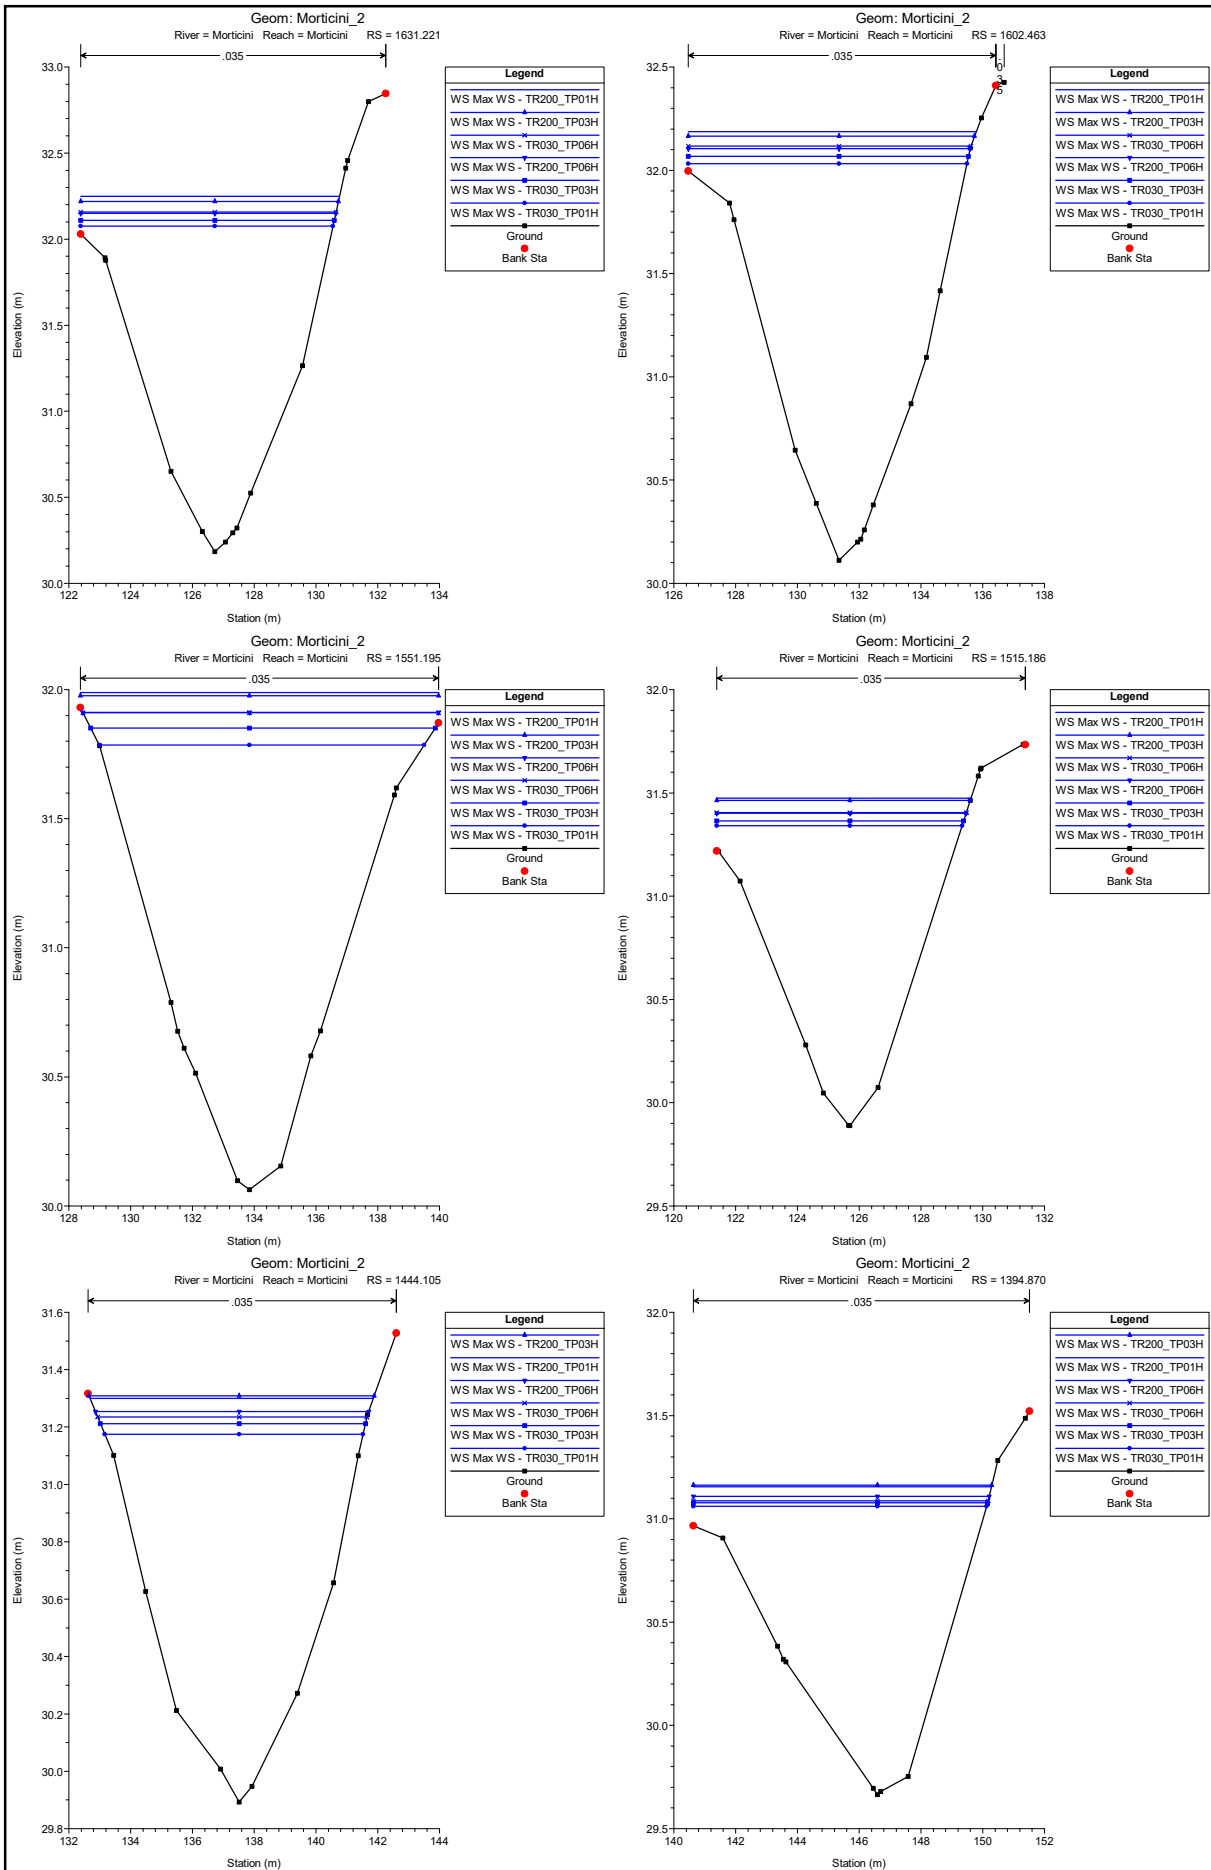 Geom: Morticini_2
River = Morticini Reach = Morticini RS = 1631.221
.035
33.0
32.5
32.0
31.5
31.0
30.5
30.0
Elevation (m)
122 124 126 128 130 132 134
Station (m)
Legend
WS Max WS - TR200_TP01H
WS Max WS - TR200_TP03H
WS Max WS - TR030_TP06H
WS Max WS - TR200_TP06H
WS Max WS - TR030_TP03H
WS Max WS - TR030_TP01H
Ground
Bank Sta
Geom: Morticini_2
River = Morticini Reach = Morticini RS = 1602.463
.035
.035
32.5
32.0
31.5
31.0
30.5
30.0
Elevation (m)
126 128 130 132 134 136 138
Station (m)
Legend
WS Max WS - TR200_TP01H
WS Max WS - TR200_TP03H
WS Max WS - TR030_TP06H
WS Max WS - TR200_TP06H
WS Max WS - TR030_TP03H
WS Max WS - TR030_TP01H
Ground
Bank Sta
Geom: Morticini_2
River = Morticini Reach = Morticini RS = 1551.195
.035
32.0
31.5
31.0
30.5
30.0
Elevation (m)
128 130 132 134 136 138 140
Station (m)
Legend
WS Max WS - TR200_TP01H
WS Max WS - TR200_TP03H
WS Max WS - TR200_TP06H
WS Max WS - TR030_TP06H
WS Max WS - TR030_TP03H
WS Max WS - TR030_TP01H
Ground
Bank Sta
Geom: Morticini_2
River = Morticini Reach = Morticini RS = 1515.186
.035
32.0
31.5
31.0
30.5
30.0
29.5
Elevation (m)
120 122 124 126 128 130 132
Station (m)
Legend
WS Max WS - TR200_TP01H
WS Max WS - TR200_TP03H
WS Max WS - TR030_TP06H
WS Max WS - TR200_TP06H
WS Max WS - TR030_TP03H
WS Max WS - TR030_TP01H
Ground
Bank Sta
Geom: Morticini_2
River = Morticini Reach = Morticini RS = 1444.105
.035
31.6
31.4
31.2
31.0
30.8
30.6
30.4
30.2
30.0
29.8
Elevation (m)
132 134 136 138 140 142 144
Station (m)
Legend
WS Max WS - TR200_TP03H
WS Max WS - TR200_TP01H
WS Max WS - TR200_TP06H
WS Max WS - TR030_TP06H
WS Max WS - TR030_TP03H
WS Max WS - TR030_TP01H
Ground
Bank Sta
Geom: Morticini_2
River = Morticini Reach = Morticini RS = 1394.870
.035
32.0
31.5
31.0
30.5
30.0
29.5
Elevation (m)
140 142 144 146 148 150 152
Station (m)
Legend
WS Max WS - TR200_TP03H
WS Max WS - TR200_TP01H
WS Max WS - TR200_TP06H
WS Max WS - TR030_TP06H
WS Max WS - TR030_TP03H
WS Max WS - TR030_TP01H
Ground
Bank Sta